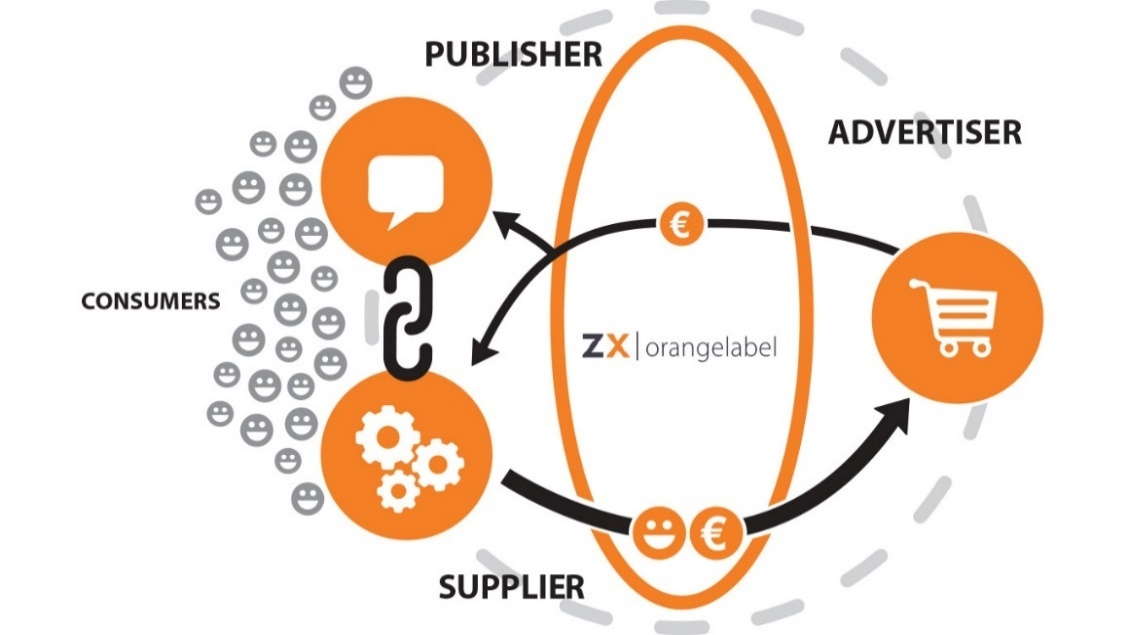 PUBLISHER
ADVERTISER
€
CONSUMERS
ZX | orangelabel
€
SUPPLIER